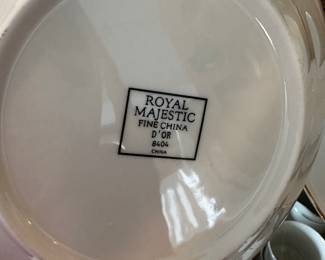 ROYAL
MAJESTIC
FINE CHINA
D'OR
8404
CHINA